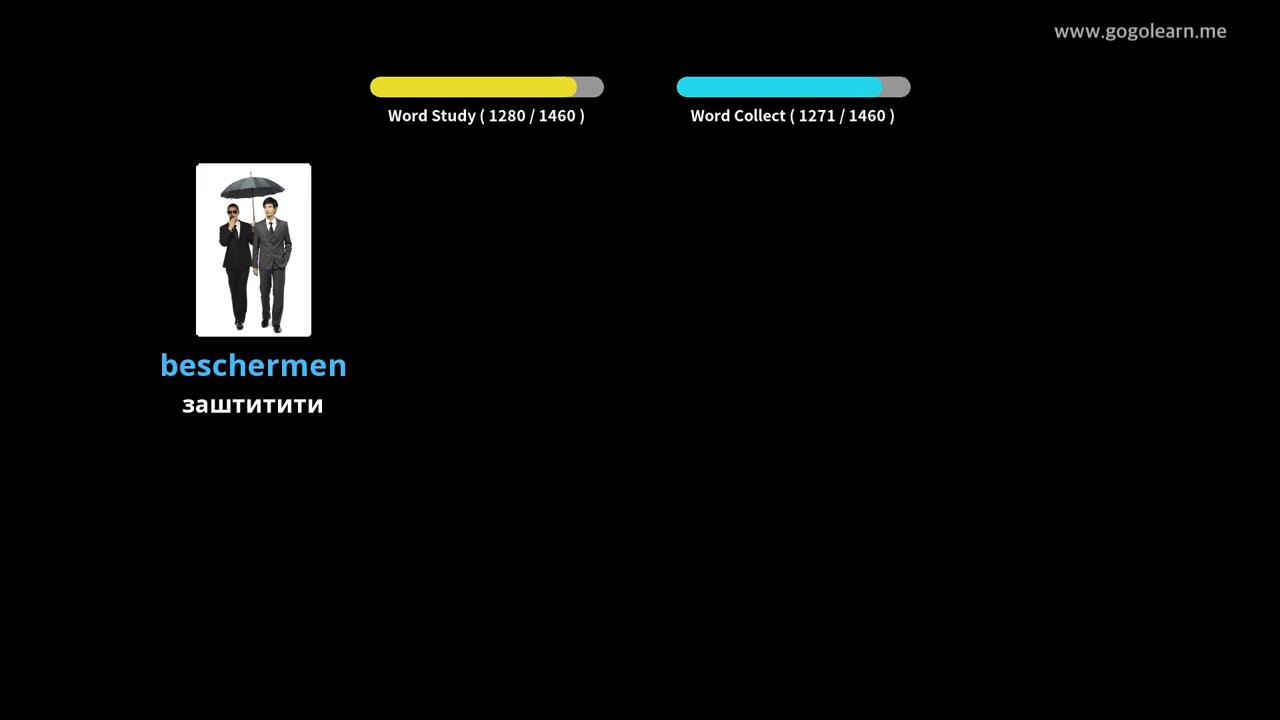 www.gogolearn.me
Word Study ( 1280 / 1460 )
Word Collect ( 1271 / 1460 )
beschermen
заштитити